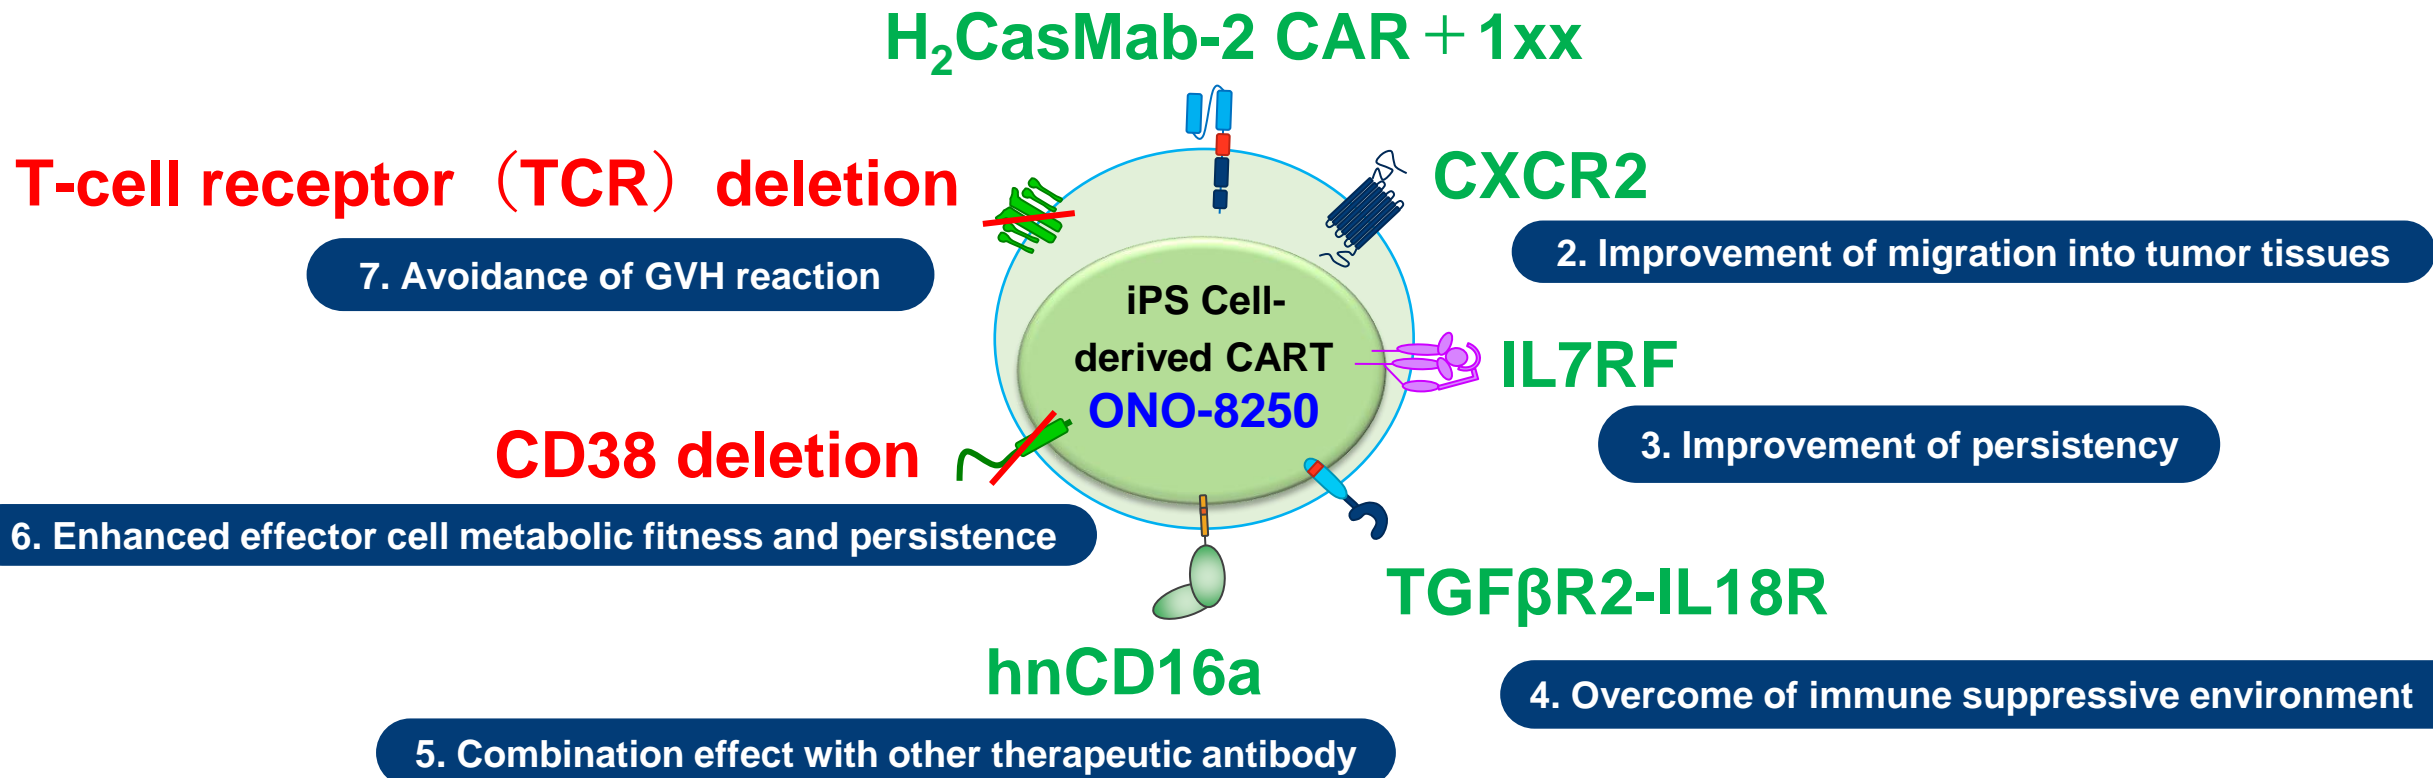 H₂CasMab-2 CAR＋1xx
T-cell receptor（TCR）deletion
7. Avoidance of GVH reaction
CXCR2
2. Improvement of migration into tumor tissues
iPS Cell-
derived CART
ONO-8250
IL7RF
3. Improvement of persistency
CD38 deletion
6. Enhanced effector cell metabolic fitness and persistence
TGFβR2-IL18R
4. Overcome of immune suppressive environment
hnCD16a
5. Combination effect with other therapeutic antibody